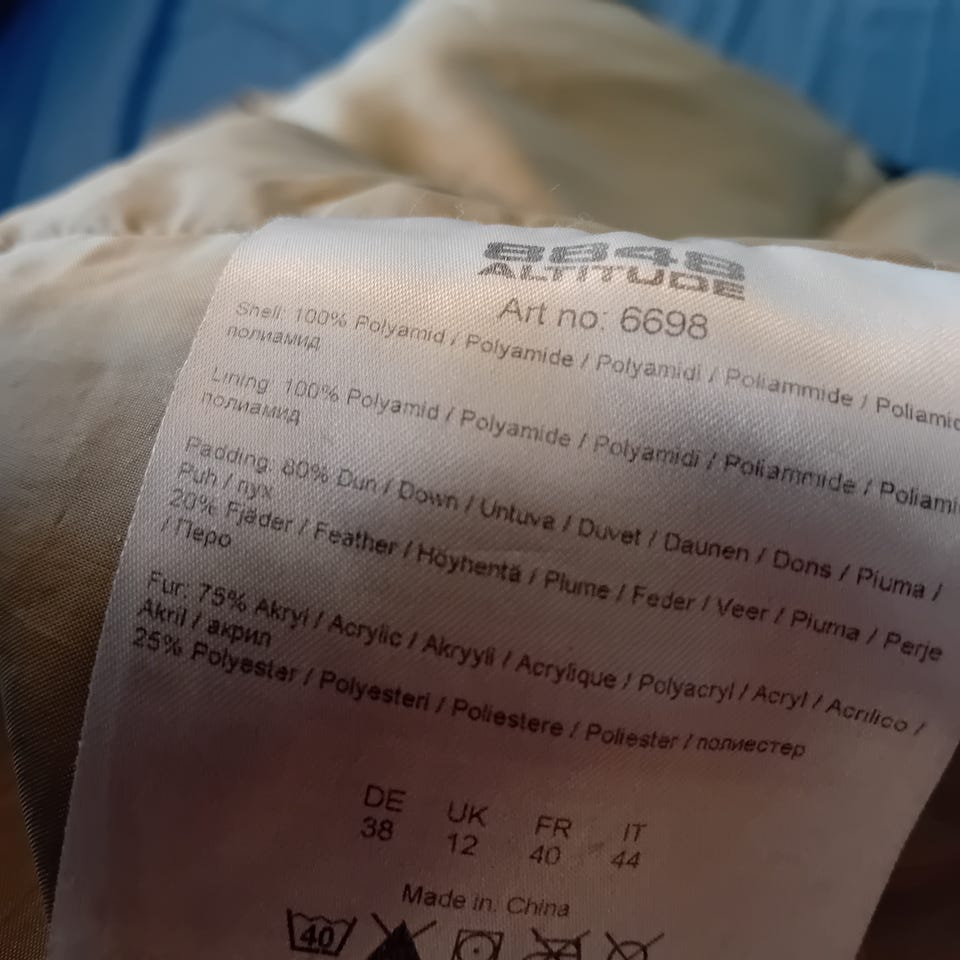 8848
ALTITUDE
Art no: 6698
Shell: 100% Polyamid / Polyamide / Polyamidi / Poliammide / Poliamid
полиамид
Lining: 100% Polyamid / Polyamide / Polyamidi / Poliammide / Poliami
полиамид
Padding: 80% Dun / Down / Untuva / Duvet / Daunen / Dons / Piuma /
Puh / пух
20% Fjäder / Feather / Höyhentä / Plume / Feder / Veer / Piuma / Perje
/ Перо
Fur: 75% Akryl / Acrylic / Akryyli / Acrylique / Polyacryl / Acryl / Acrilico /
Akril / акрил
25% Polyester / Polyesteri / Poliestere / Poliester / полиестер
DE UK FR IT
38 12 40 44
Made in: China
40